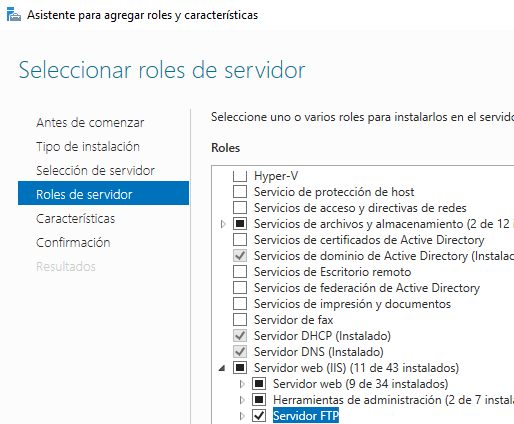 Asistente para agregar roles y características
Seleccionar roles de servidor
Antes de comenzar
Tipo de instalación
Selección de servidor
Roles de servidor
Características
Confirmación
Resultados
Seleccione uno o varios roles para instalarlos en el servido
Roles
Hyper-V
Servicio de protección de host
Servicios de acceso y directivas de redes
Servicios de archivos y almacenamiento (2 de 12 i
Servicios de certificados de Active Directory
Servicios de dominio de Active Directory (Instalac
Servicios de Escritorio remoto
Servicios de federación de Active Directory
Servicios de impresión y documentos
Servidor de fax
Servidor DHCP (Instalado)
Servidor DNS (Instalado)
Servidor web (IIS) (11 de 43 instalados)
Servidor web (9 de 34 instalados)
Herramientas de administración (2 de 7 instala
Servidor FTP